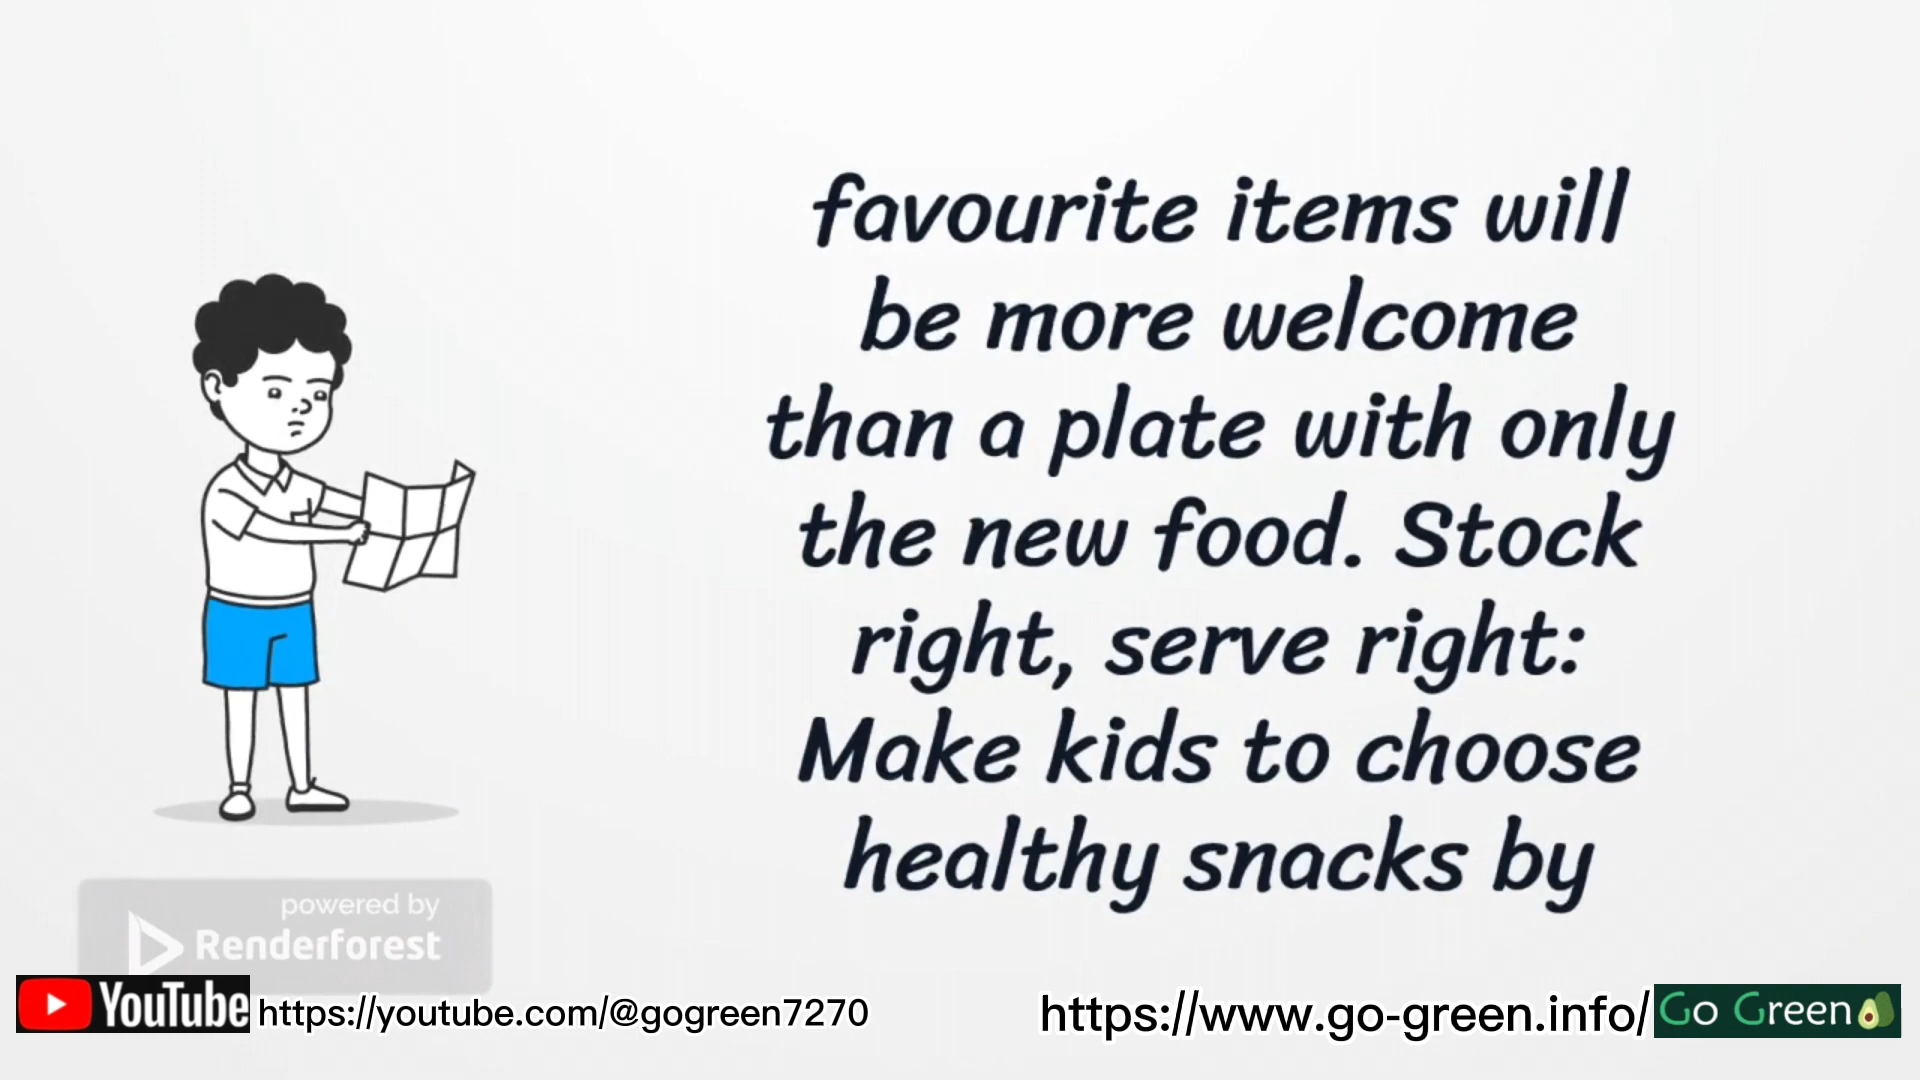 favourite items will
be more welcome
than a plate with only
the new food. Stock
right, serve right:
Make kids to choose
healthy snacks by
powered by
Renderforest
YouTube https://youtube.com/@gogreen7270
https://www.go-green.info/ Go Green